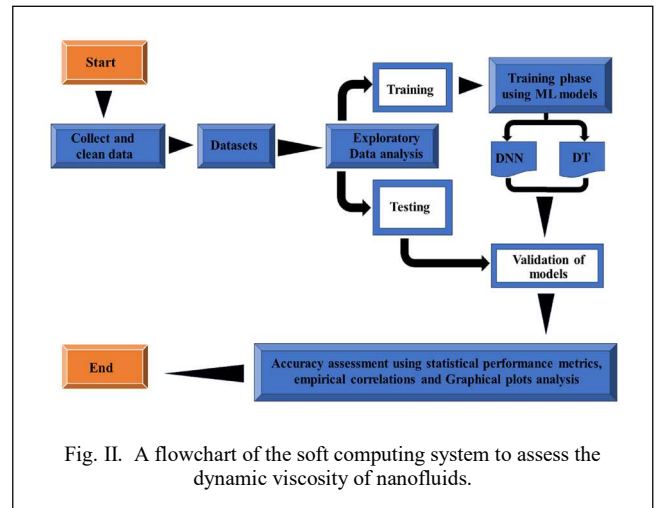 Start
Collect and
clean data
Datasets
Exploratory
Data analysis
Training
Training phase
using ML models
DNN
DT
Testing
Validation of
models
Accuracy assessment using statistical performance metrics,
empirical correlations and Graphical plots analysis
End
Fig. II. A flowchart of the soft computing system to assess the
dynamic viscosity of nanofluids.